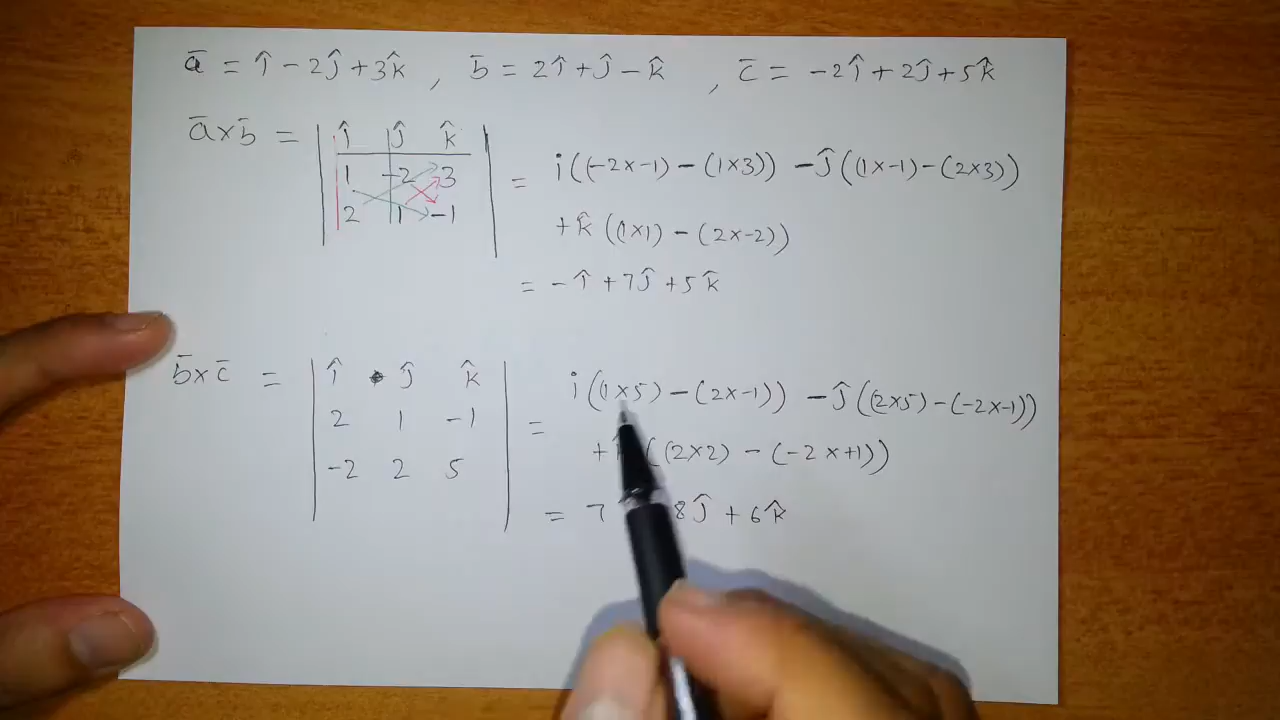 ā = î − 2ĵ + 3k̂ , b̄ = 2î + ĵ − k̂ , c̄ = −2î + 2ĵ + 5k̂
ā×b̄ = | î ĵ k̂ |
1 −2 3
2 1 −1
= i((−2×−1) − (1×3)) − ĵ((1×−1) − (2×3))
+ k̂ ((1×1) − (2×−2))
= −î + 7ĵ + 5k̂
b̄×c̄ = | î ĵ k̂ |
2 1 −1
−2 2 5
= i((1×5) − (2×−1)) − ĵ((2×5) − (−2×−1))
+ ((2×2) − (−2×+1))
= 7 8ĵ + 6k̂